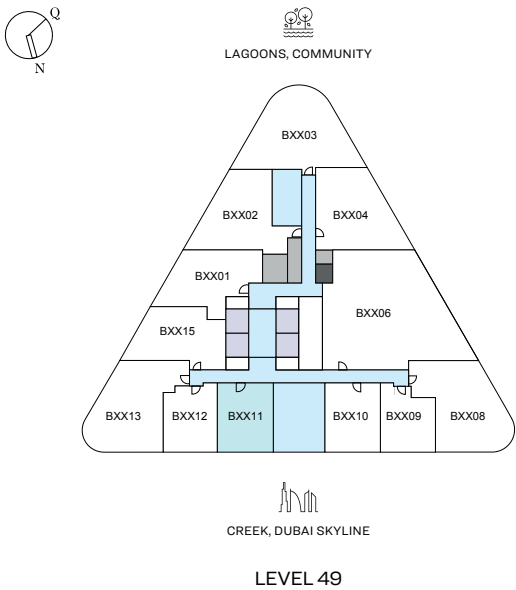 Q
N
LAGOONS, COMMUNITY
BXX03
BXX02
BXX04
BXX01
BXX06
BXX15
BXX13
BXX12
BXX11
BXX10
BXX09
BXX08
CREEK, DUBAI SKYLINE
LEVEL 49